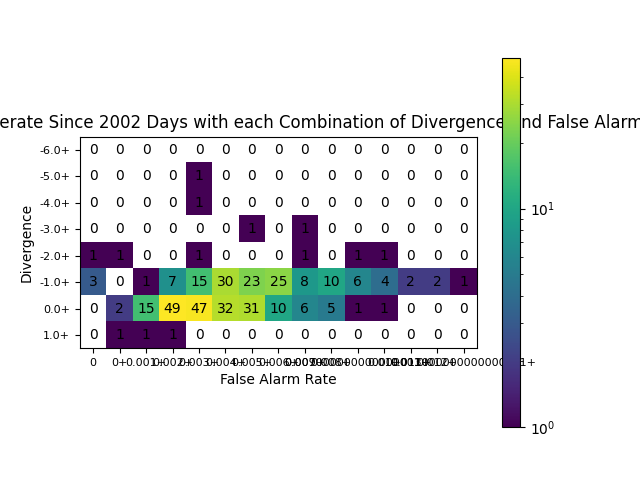 erate Since 2002 Days with each Combination of Divergence and False Alarm
-6.0+ 0 0 0 0 0 0 0 0 0 0 0 0 0 0 0
-5.0+ 0 0 0 0 1 0 0 0 0 0 0 0 0 0 0
-4.0+ 0 0 0 0 1 0 0 0 0 0 0 0 0 0 0
-3.0+ 0 0 0 0 0 0 1 0 1 0 0 0 0 0 0
-2.0+ 1 1 0 0 1 0 0 0 1 0 1 1 0 0 0
-1.0+ 3 0 1 7 15 30 23 25 8 10 6 4 2 2 1
0.0+ 0 2 15 49 47 32 31 10 6 5 1 1 0 0 0
1.0+ 0 1 1 1 0 0 0 0 0 0 0 0 0 0 0
Divergence
0 0+ 0.001+
False Alarm Rate
10^1
10^0